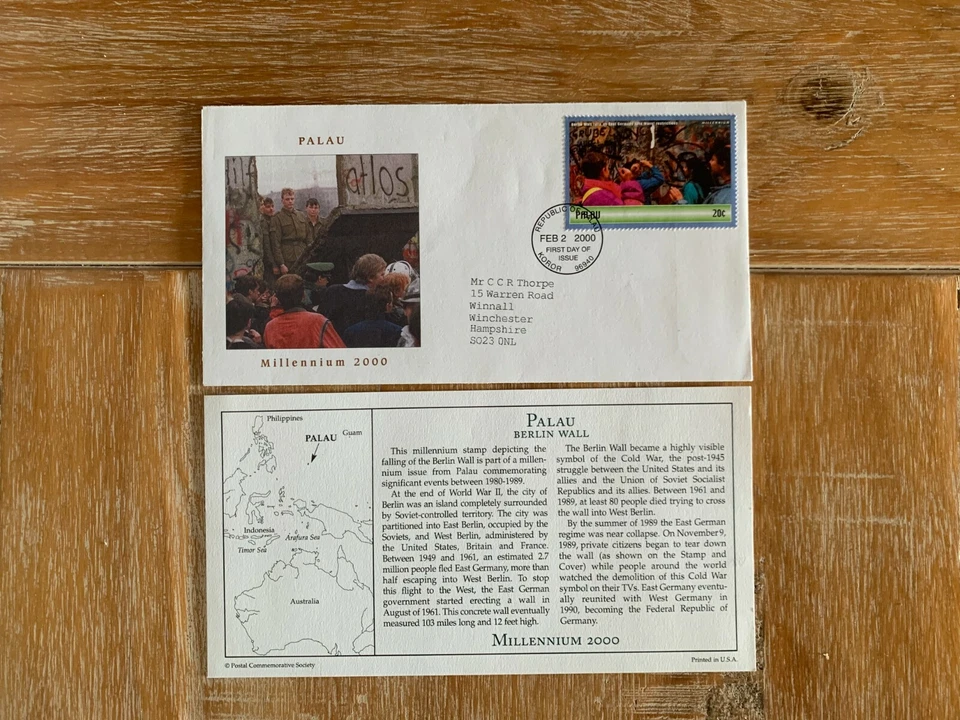 PALAU
lit
atlos
Millennium 2000
PALAU
20c
REPUBLIC OF PALAU
FEB 2 2000
FIRST DAY OF
ISSUE
KOROR 96940
Mr C C R Thorpe
15 Warren Road
Winnall
Winchester
Hampshire
SO23 0NL
Philippines
PALAU
Guam
Indonesia
Arafura Sea
Timor Sea
Australia
PALAU
BERLIN WALL
This millennium stamp depicting
the falling of the Berlin Wall is part of a millen-
nium issue from Palau commemorating
significant events between 1980-1989.
At the end of World War II, the city of
Berlin was an island completely surrounded
by Soviet-controlled territory. The city was
partitioned into East Berlin, occupied by the
Soviets, and West Berlin, administered by
the United States, Britain and France.
Between 1949 and 1961, an estimated 2.7
million people fled East Germany, more than
half escaping into West Berlin. To stop
this flight to the West, the East German
government started erecting a wall in
August of 1961. This concrete wall eventually
measured 103 miles long and 12 feet high.
The Berlin Wall became a highly visible
symbol of the Cold War, the post-1945
struggle between the United States and its
allies and the Union of Soviet Socialist
Republics and its allies. Between 1961 and
1989, at least 80 people died trying to cross
the wall into West Berlin.
By the summer of 1989 the East German
regime was near collapse. On November 9,
1989, private citizens began to tear down
the wall (as shown on the Stamp and
Cover) while people around the world
watched the demolition of this Cold War
symbol on their TVs. East Germany eventu-
ally reunited with West Germany in
1990, becoming the Federal Republic of
Germany.
MILLENNIUM 2000
© Postal Commemorative Society
Printed in U.S.A.